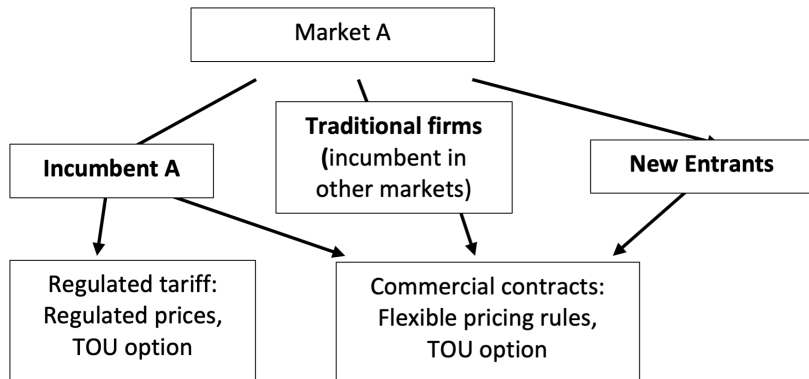 Market A
Traditional firms
(incumbent in
other markets)
Incumbent A
New Entrants
Regulated tariff:
Regulated prices,
TOU option
Commercial contracts:
Flexible pricing rules,
TOU option